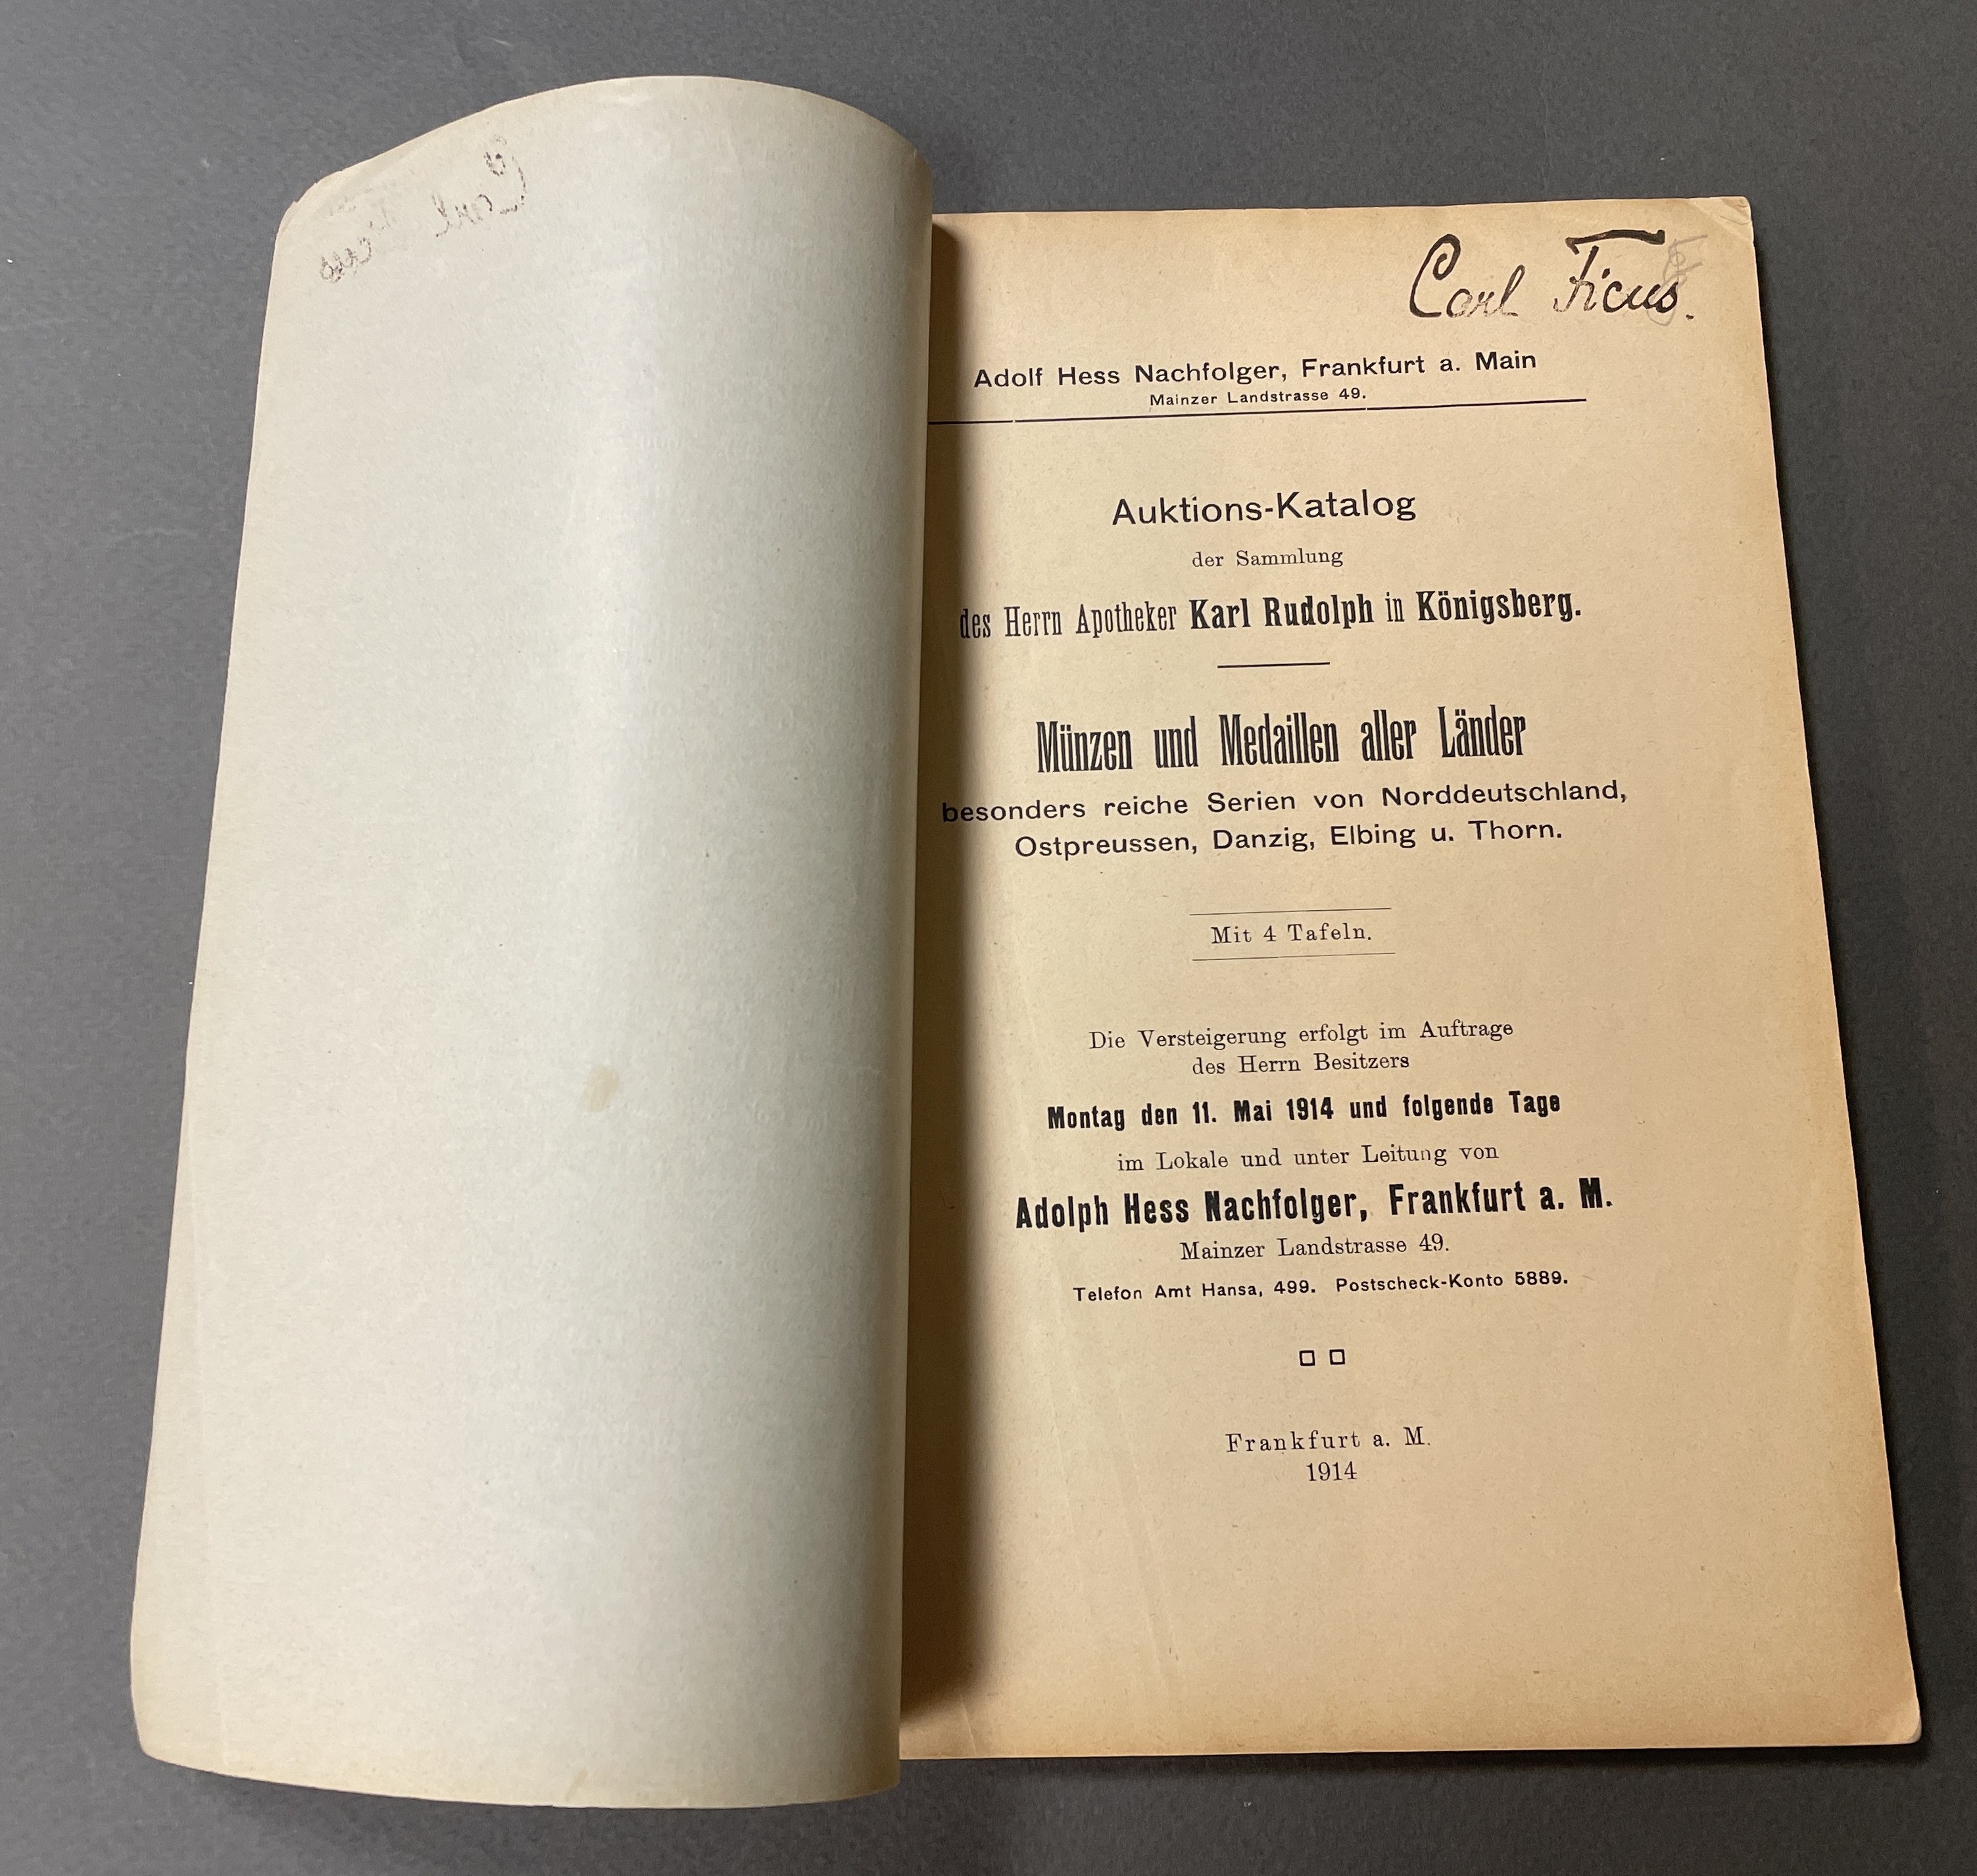 Carl Ficus.
Adolf Hess Nachfolger, Frankfurt a. Main
Mainzer Landstrasse 49.
Auktions-Katalog
der Sammlung
des Herrn Apotheker Karl Rudolph in Königsberg.
Münzen und Medaillen aller Länder
besonders reiche Serien von Norddeutschland,
Ostpreussen, Danzig, Elbing u. Thorn.
Mit 4 Tafeln.
Die Versteigerung erfolgt im Auftrage
des Herrn Besitzers
Montag den 11. Mai 1914 und folgende Tage
im Lokale und unter Leitung von
Adolph Hess Nachfolger, Frankfurt a. M.
Mainzer Landstrasse 49.
Telefon Amt Hansa, 499. Postscheck-Konto 5889.
Frankfurt a. M.
1914